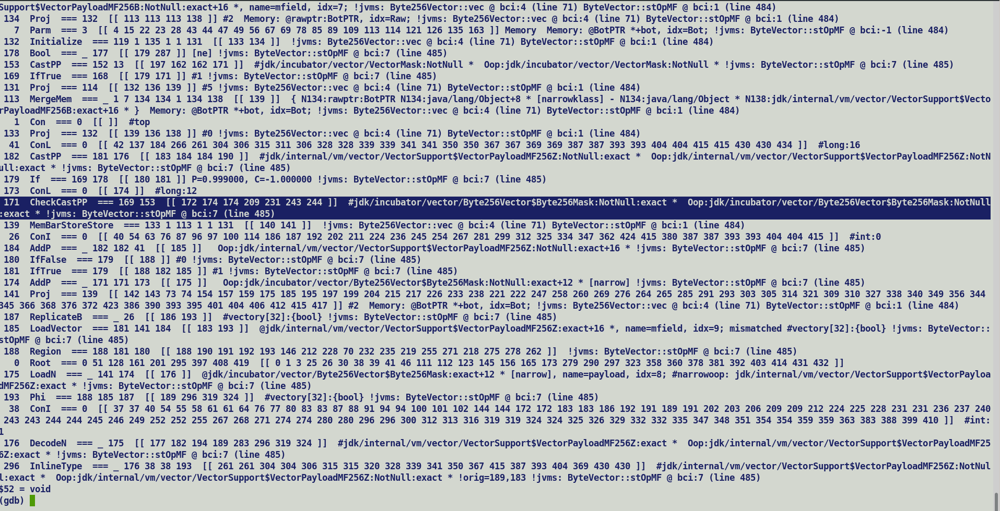 Support$VectorPayloadMF256B:NotNull:exact+16 *, name=mfield, idx=7; !jvms: Byte256Vector::vec @ bci:4 (line 71) ByteVector::stOpMF @ bci:1 (line 484)
134 Proj === 132 [[ 113 113 113 138 ]] #2 Memory: @rawptr:BotPTR, idx=Raw; !jvms: Byte256Vector::vec @ bci:4 (line 71) ByteVector::stOpMF @ bci:1 (line 484)
7 Parm === 3 [[ 4 15 22 23 28 43 44 47 49 56 67 69 78 85 89 109 113 114 121 126 135 163 ]] Memory Memory: @BotPTR *+bot, idx=Bot; !jvms: ByteVector::stOpMF @ bci:-1 (line 484)
132 Initialize === 119 1 135 1 1 131 [[ 133 134 ]] !jvms: Byte256Vector::vec @ bci:4 (line 71) ByteVector::stOpMF @ bci:1 (line 484)
178 Bool === _ 177 [[ 179 287 ]] [ne] !jvms: ByteVector::stOpMF @ bci:7 (line 485)
153 CastPP === 152 13 [[ 197 162 162 171 ]] #jdk/incubator/vector/VectorMask:NotNull * Oop:jdk/incubator/vector/VectorMask:NotNull * !jvms: ByteVector::stOpMF @ bci:7 (line 485)
169 IfTrue === 168 [[ 179 171 ]] #1 !jvms: ByteVector::stOpMF @ bci:7 (line 485)
131 Proj === 114 [[ 132 136 139 ]] #5 !jvms: Byte256Vector::vec @ bci:4 (line 71) ByteVector::stOpMF @ bci:1 (line 484)
113 MergeMem === _ 1 7 134 134 1 134 138 [[ 139 ]] { N134:rawptr:BotPTR N134:java/lang/Object+8 * [narrowklass] - N134:java/lang/Object * N138:jdk/internal/vm/vector/VectorSupport$Vecto
rPayloadMF256B:exact+16 * } Memory: @BotPTR *+bot, idx=Bot; !jvms: Byte256Vector::vec @ bci:4 (line 71) ByteVector::stOpMF @ bci:1 (line 484)
1 Con === 0 [[ ]] #top
133 Proj === 132 [[ 139 136 138 ]] #0 !jvms: Byte256Vector::vec @ bci:4 (line 71) ByteVector::stOpMF @ bci:1 (line 484)
41 ConL === 0 [[ 42 137 184 266 261 304 306 315 311 306 328 328 339 339 341 341 350 350 367 367 369 369 387 387 393 393 404 404 415 415 430 430 434 ]] #long:16
182 CastPP === 181 176 [[ 183 184 184 190 ]] #jdk/internal/vm/vector/VectorSupport$VectorPayloadMF256Z:NotNull:exact * Oop:jdk/internal/vm/vector/VectorSupport$VectorPayloadMF256Z:NotN
ull:exact * !jvms: ByteVector::stOpMF @ bci:7 (line 485)
179 If === 169 178 [[ 180 181 ]] P=0.999000, C=-1.000000 !jvms: ByteVector::stOpMF @ bci:7 (line 485)
173 ConL === 0 [[ 174 ]] #long:12
171 CheckCastPP === 169 153 [[ 172 174 174 209 231 243 244 ]] #jdk/incubator/vector/Byte256Vector$Byte256Mask:NotNull:exact * Oop:jdk/incubator/vector/Byte256Vector$Byte256Mask:NotNull
:exact * !jvms: ByteVector::stOpMF @ bci:7 (line 485)
139 MemBarStoreStore === 133 1 113 1 1 131 [[ 140 141 ]] !jvms: Byte256Vector::vec @ bci:4 (line 71) ByteVector::stOpMF @ bci:1 (line 484)
26 ConI === 0 [[ 40 54 63 76 87 96 97 100 114 186 187 192 202 211 224 236 245 254 267 281 299 312 325 334 347 362 424 415 380 387 387 393 393 404 404 415 ]] #int:0
184 AddP === _ 182 182 41 [[ 185 ]] Oop:jdk/internal/vm/vector/VectorSupport$VectorPayloadMF256Z:NotNull:exact+16 * !jvms: ByteVector::stOpMF @ bci:7 (line 485)
180 IfFalse === 179 [[ 188 ]] #0 !jvms: ByteVector::stOpMF @ bci:7 (line 485)
181 IfTrue === 179 [[ 188 182 185 ]] #1 !jvms: ByteVector::stOpMF @ bci:7 (line 485)
174 AddP === _ 171 171 173 [[ 175 ]] Oop:jdk/incubator/vector/Byte256Vector$Byte256Mask:NotNull:exact+12 * [narrow] !jvms: ByteVector::stOpMF @ bci:7 (line 485)
141 Proj === 139 [[ 142 143 73 74 154 157 159 175 185 195 197 199 204 215 217 226 233 238 221 222 247 258 260 269 276 264 265 285 291 293 303 305 314 321 309 310 327 338 340 349 356 344
345 366 368 376 372 423 386 390 393 395 401 404 406 412 415 417 ]] #2 Memory: @BotPTR *+bot, idx=Bot; !jvms: Byte256Vector::vec @ bci:4 (line 71) ByteVector::stOpMF @ bci:1 (line 484)
187 ReplicateB === _ 26 [[ 186 193 ]] #vectory[32]:{bool} !jvms: ByteVector::stOpMF @ bci:7 (line 485)
185 LoadVector === 181 141 184 [[ 183 193 ]] @jdk/internal/vm/vector/VectorSupport$VectorPayloadMF256Z:exact+16 *, name=mfield, idx=9; mismatched #vectory[32]:{bool} !jvms: ByteVector::
stOpMF @ bci:7 (line 485)
188 Region === 188 181 180 [[ 188 190 191 192 193 146 212 228 70 232 235 219 255 271 218 275 278 262 ]] !jvms: ByteVector::stOpMF @ bci:7 (line 485)
0 Root === 0 51 128 161 201 295 397 408 419 [[ 0 1 3 25 26 30 38 39 41 46 111 112 123 145 156 165 173 279 290 297 323 358 360 378 381 392 403 414 431 432 ]]
175 LoadN === _ 141 174 [[ 176 ]] @jdk/incubator/vector/Byte256Vector$Byte256Mask:exact+12 * [narrow], name=payload, idx=8; #narrowoop: jdk/internal/vm/vector/VectorSupport$VectorPayloa
dMF256Z:exact * !jvms: ByteVector::stOpMF @ bci:7 (line 485)
193 Phi === 188 185 187 [[ 189 296 319 324 ]] #vectory[32]:{bool} !jvms: ByteVector::stOpMF @ bci:7 (line 485)
38 ConI === 0 [[ 37 37 40 54 55 58 61 61 64 76 77 80 83 83 87 88 91 94 94 100 101 102 144 144 172 172 183 183 186 192 191 189 191 202 203 206 209 209 212 224 225 228 231 231 236 237 240
243 243 244 244 245 246 249 252 252 255 267 268 271 274 274 280 280 296 296 300 312 313 316 319 319 324 324 325 326 329 332 332 335 347 348 351 354 354 359 359 363 383 388 399 410 ]] #int:
1
176 DecodeN === _ 175 [[ 177 182 194 189 283 296 319 324 ]] #jdk/internal/vm/vector/VectorSupport$VectorPayloadMF256Z:exact * Oop:jdk/internal/vm/vector/VectorSupport$VectorPayloadMF25
6Z:exact * !jvms: ByteVector::stOpMF @ bci:7 (line 485)
296 InlineType === _ 176 38 38 193 [[ 261 261 304 304 306 315 315 320 328 339 341 350 367 415 387 393 404 369 430 430 ]] #jdk/internal/vm/vector/VectorSupport$VectorPayloadMF256Z:NotNul
l:exact * Oop:jdk/internal/vm/vector/VectorSupport$VectorPayloadMF256Z:NotNull:exact * !orig=189,183 !jvms: ByteVector::stOpMF @ bci:7 (line 485)
$52 = void
(gdb)